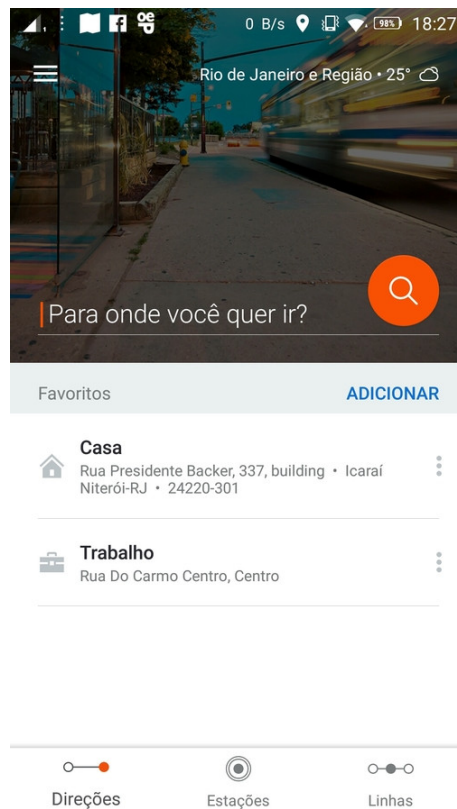 0 B/s 98% 18:27
Rio de Janeiro e Região • 25°
Para onde você quer ir?
Favoritos ADICIONAR
Casa
Rua Presidente Backer, 337, building • Icaraí
Niterói-RJ • 24220-301
Trabalho
Rua Do Carmo Centro, Centro
Direções Estações Linhas